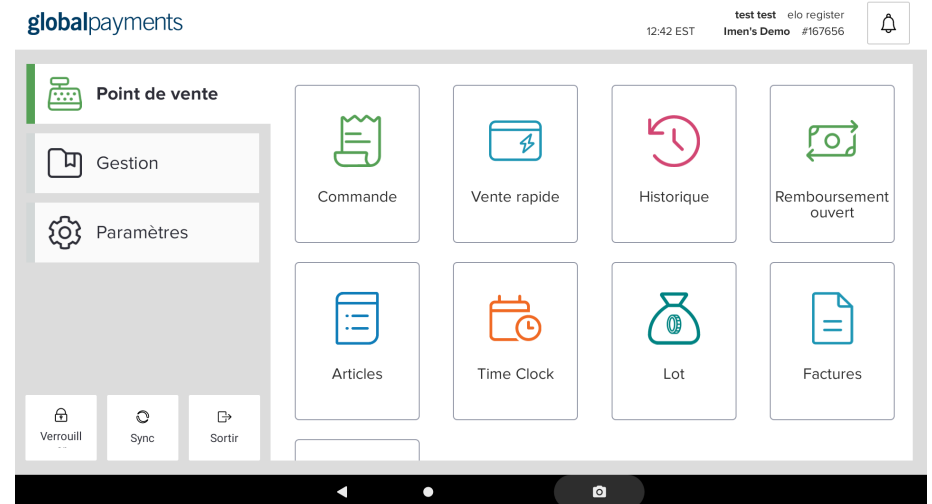 globalpayments
test test elo register
12:42 EST Imen's Demo #167656
Point de vente
Gestion
Paramètres
Commande
Vente rapide
Historique
Remboursement
ouvert
Articles
Time Clock
Lot
Factures
Verrouill
Sync
Sortir